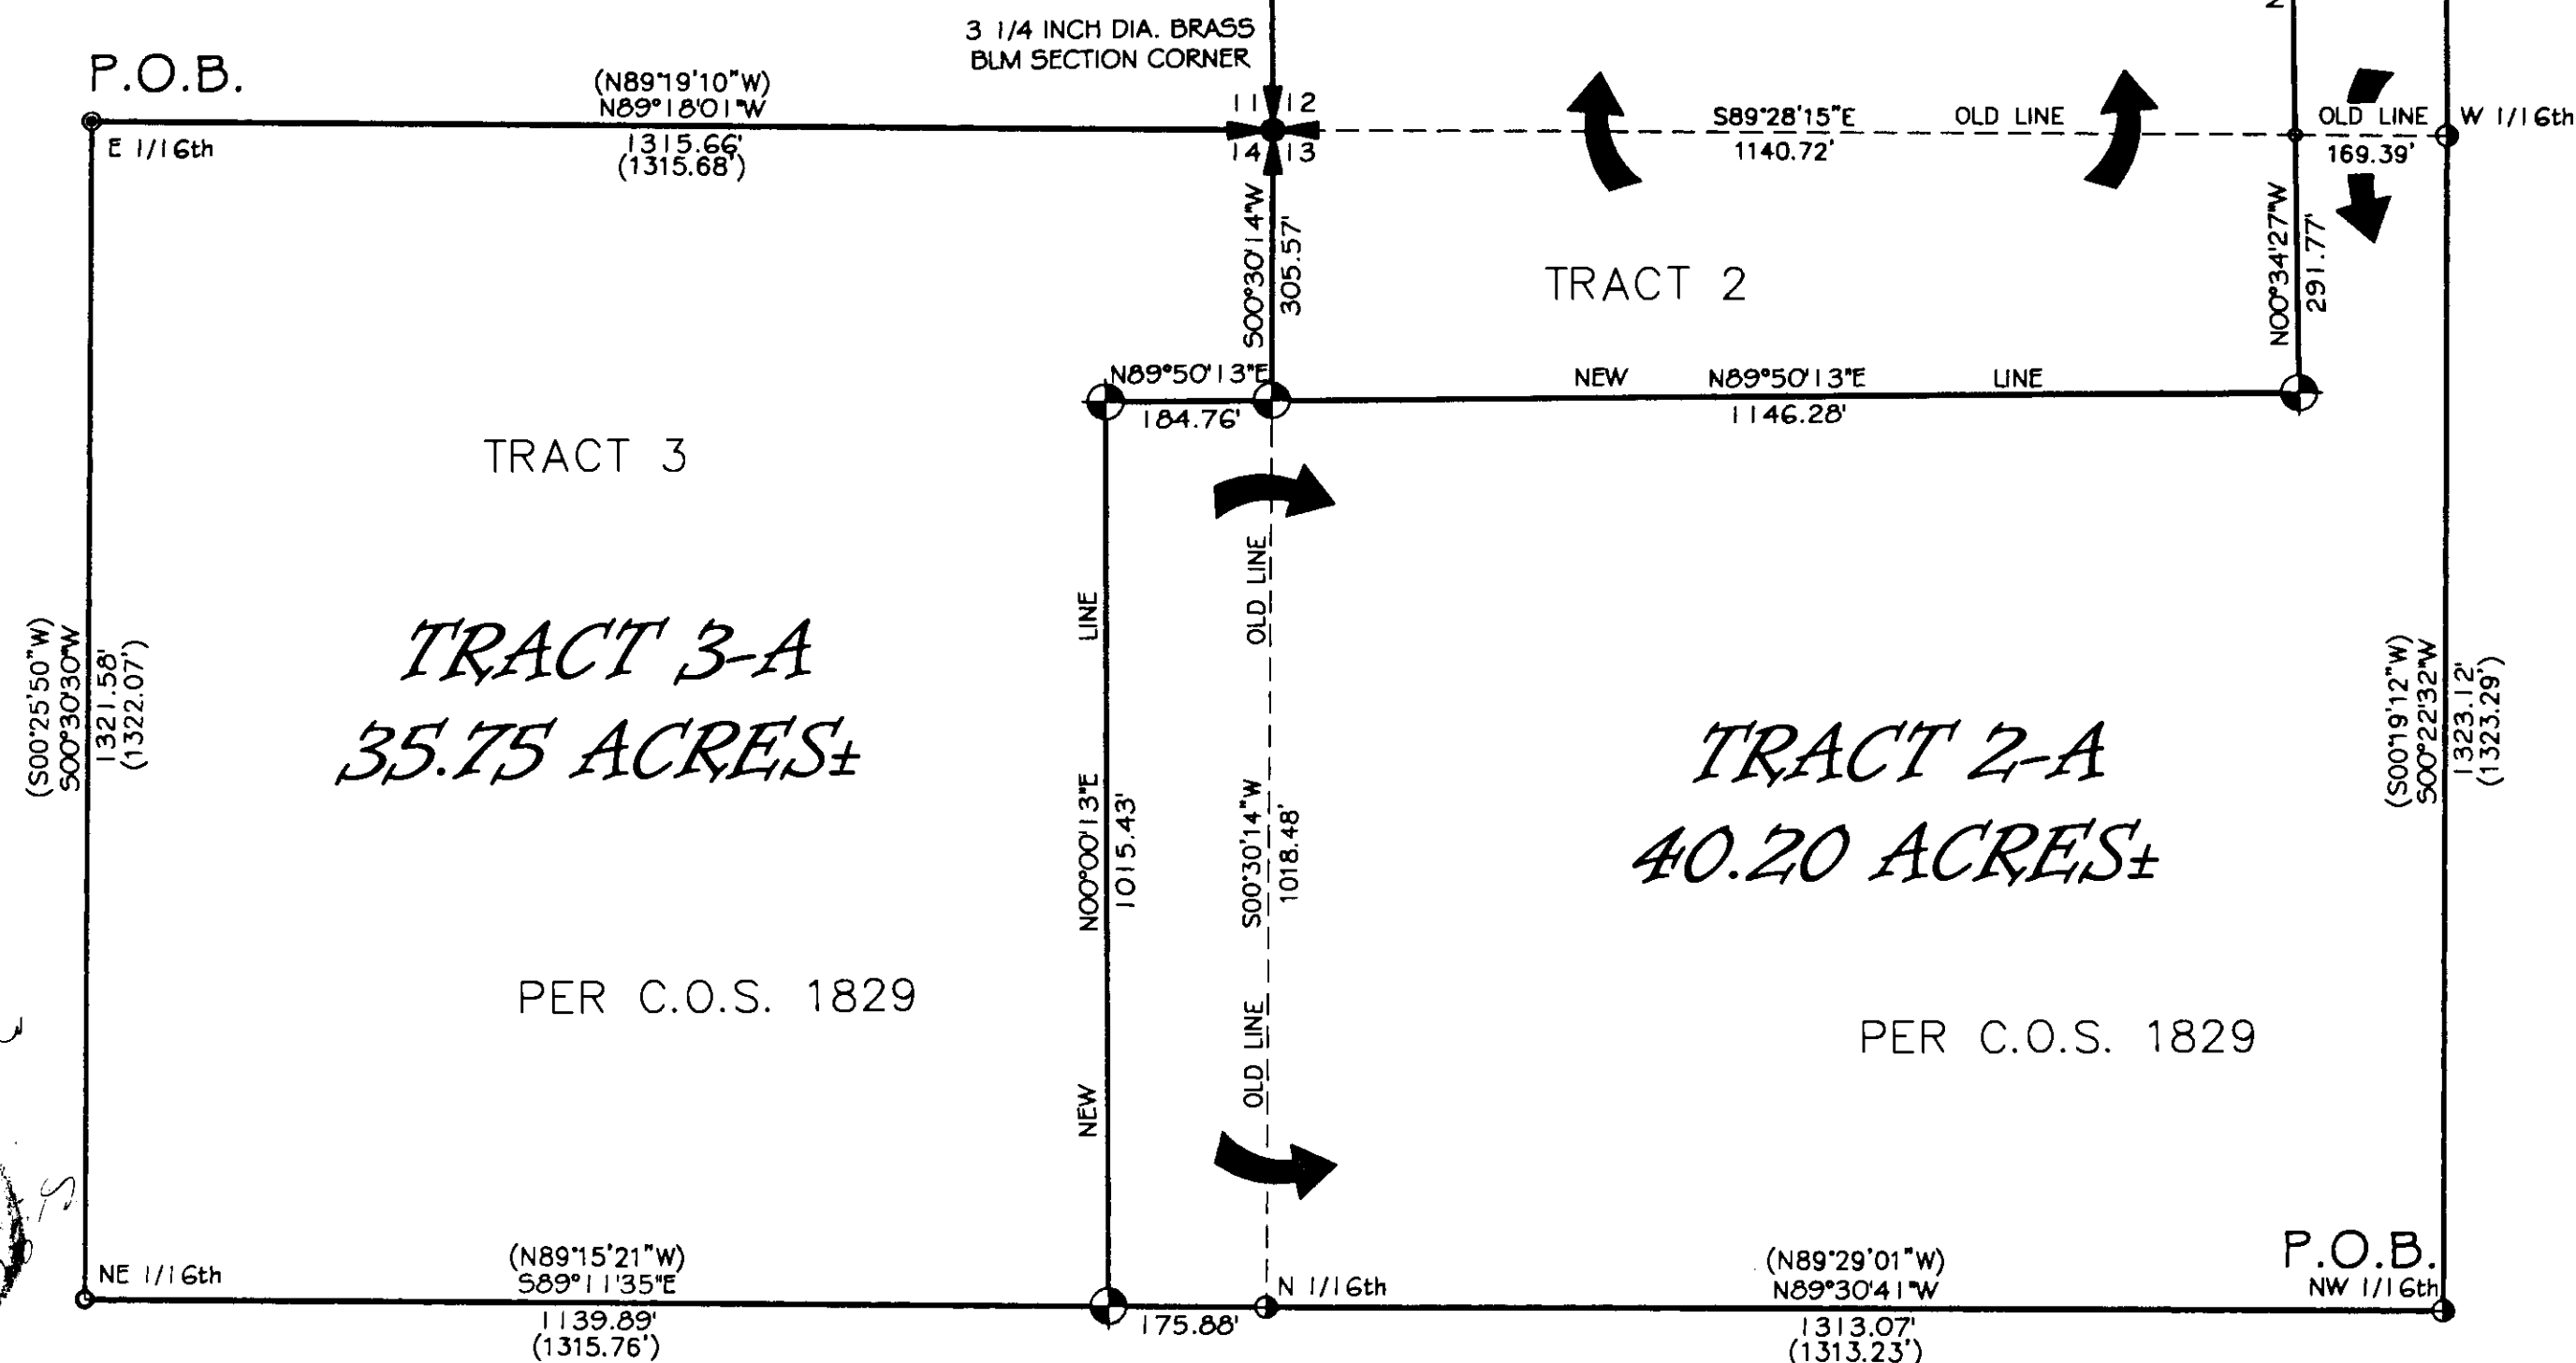 3 1/4 INCH DIA. BRASS
BLM SECTION CORNER
P.O.B.
(N89°19'10"W)
N89°18'01"W
1315.66'
(1315.68')
E 1/16th
11 12
14 13
S89°28'15"E
1140.72'
OLD LINE
OLD LINE
169.39'
W 1/16th
S00°30'14"W
305.57'
TRACT 2
N00°34'27"W
291.77'
N89°50'13"E
184.76'
NEW
N89°50'13"E
LINE
1146.28'
TRACT 3
TRACT 3-A
35.75 ACRES±
PER C.O.S. 1829
(S00°25'50"W)
S00°30'30"W
1321.58'
(1322.07')
LINE
N00°00'13"E
1015.43'
NEW
OLD LINE
S00°30'14"W
1018.48'
OLD LINE
TRACT 2-A
40.20 ACRES±
PER C.O.S. 1829
(S00°19'12"W)
S00°22'32"W
1323.12'
(1323.29')
NE 1/16th
(N89°15'21"W)
S89°11'35"E
1139.89'
(1315.76')
175.88'
N 1/16th
(N89°29'01"W)
N89°30'41"W
1313.07'
(1313.23')
P.O.B.
NW 1/16th